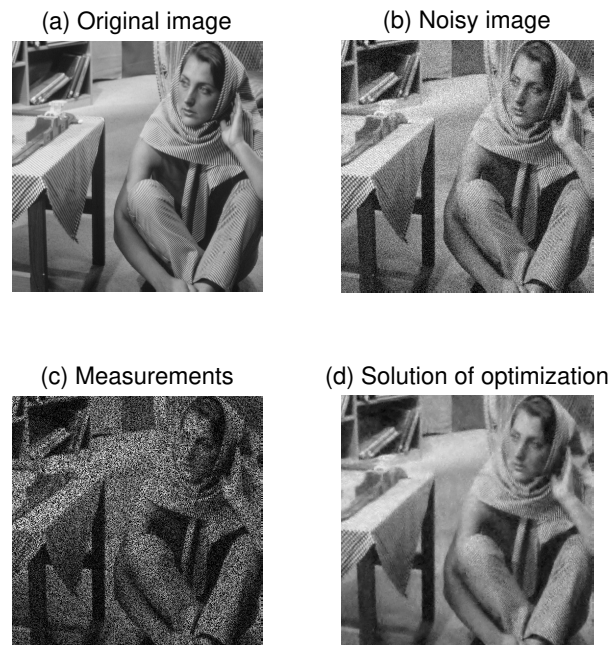 (a) Original image
(b) Noisy image
(c) Measurements
(d) Solution of optimization